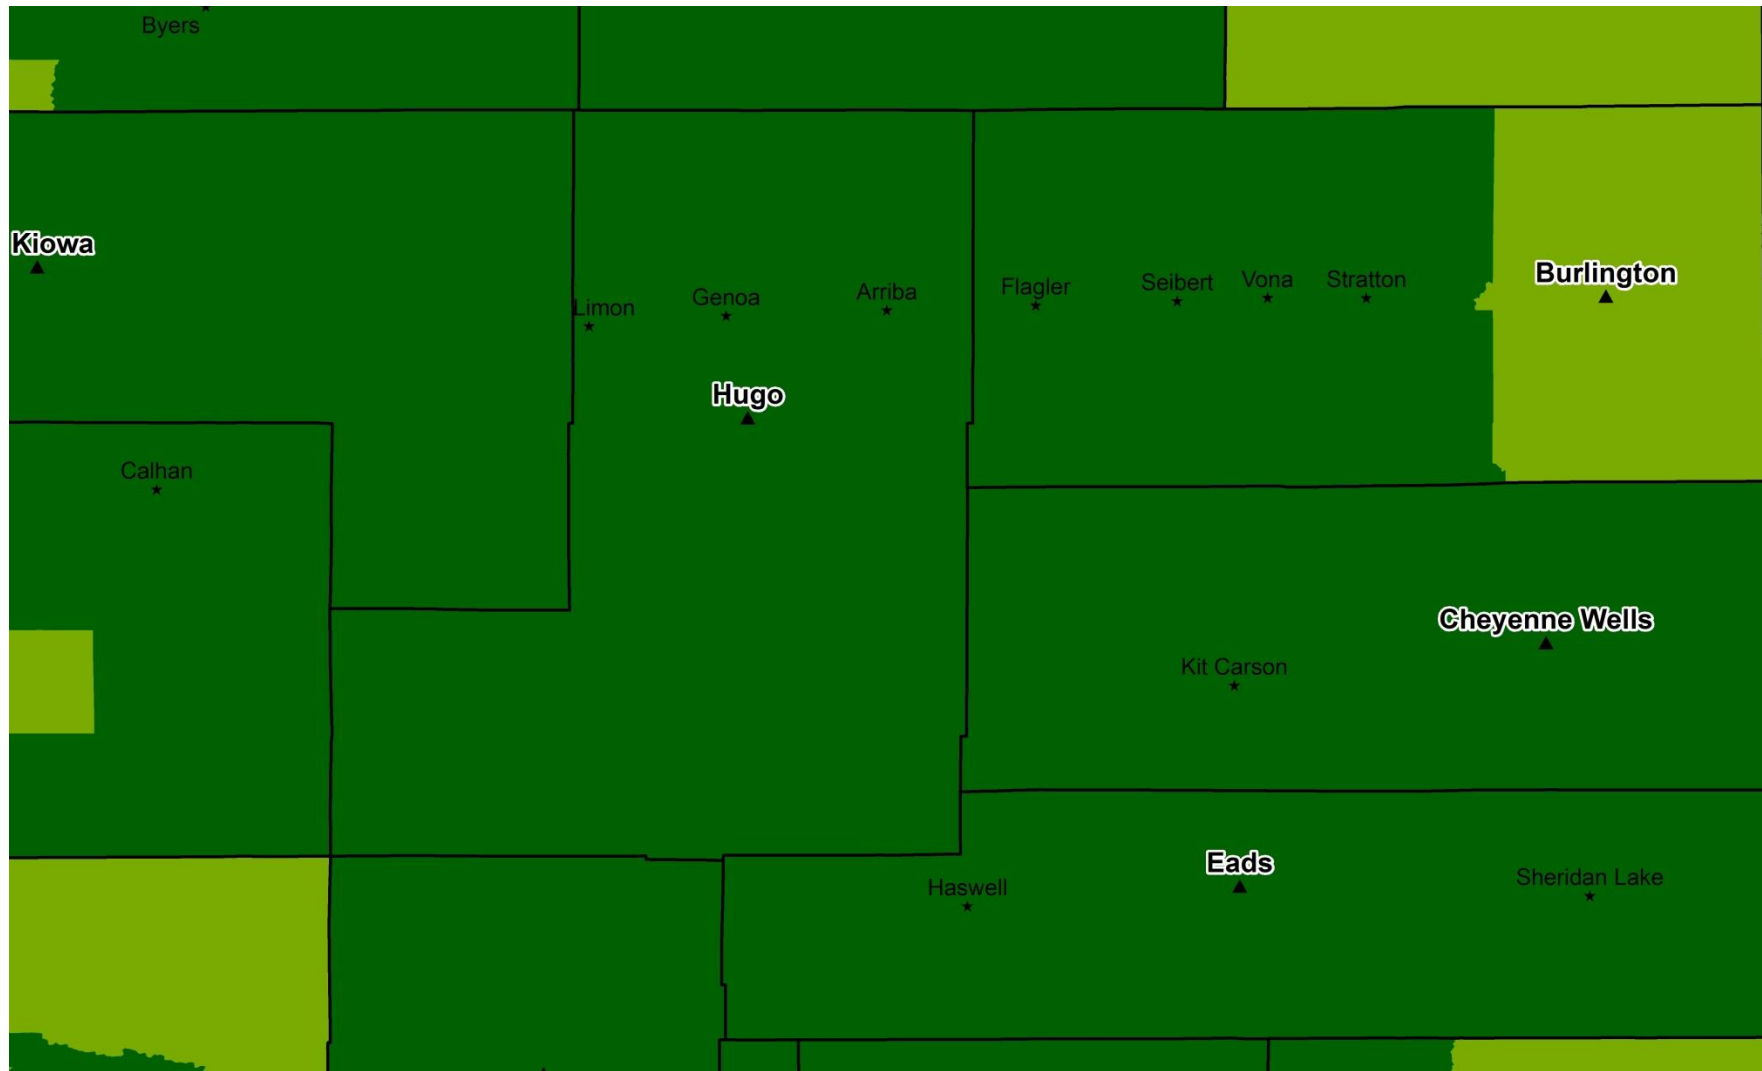 Byers
Kiowa
Burlington
Stratton
Vona
Seibert
Flagler
Arriba
Genoa
Limon
Hugo
Calhan
Cheyenne Wells
Kit Carson
Eads
Sheridan Lake
Haswell